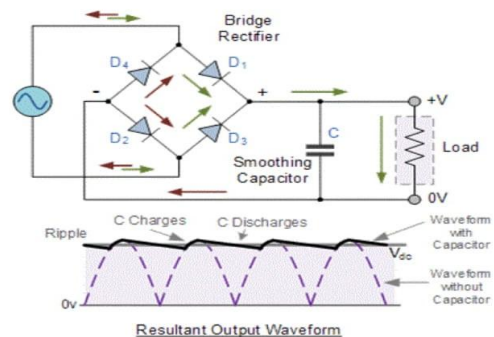 Bridge
Rectifier
D4
D1
-
+
D2
D3
C
Smoothing
Capacitor
+V
Load
0V
Ripple
C Charges
C Discharges
Waveform
with
Capacitor
Vdc
Waveform
without
Capacitor
0v
Resultant Output Waveform